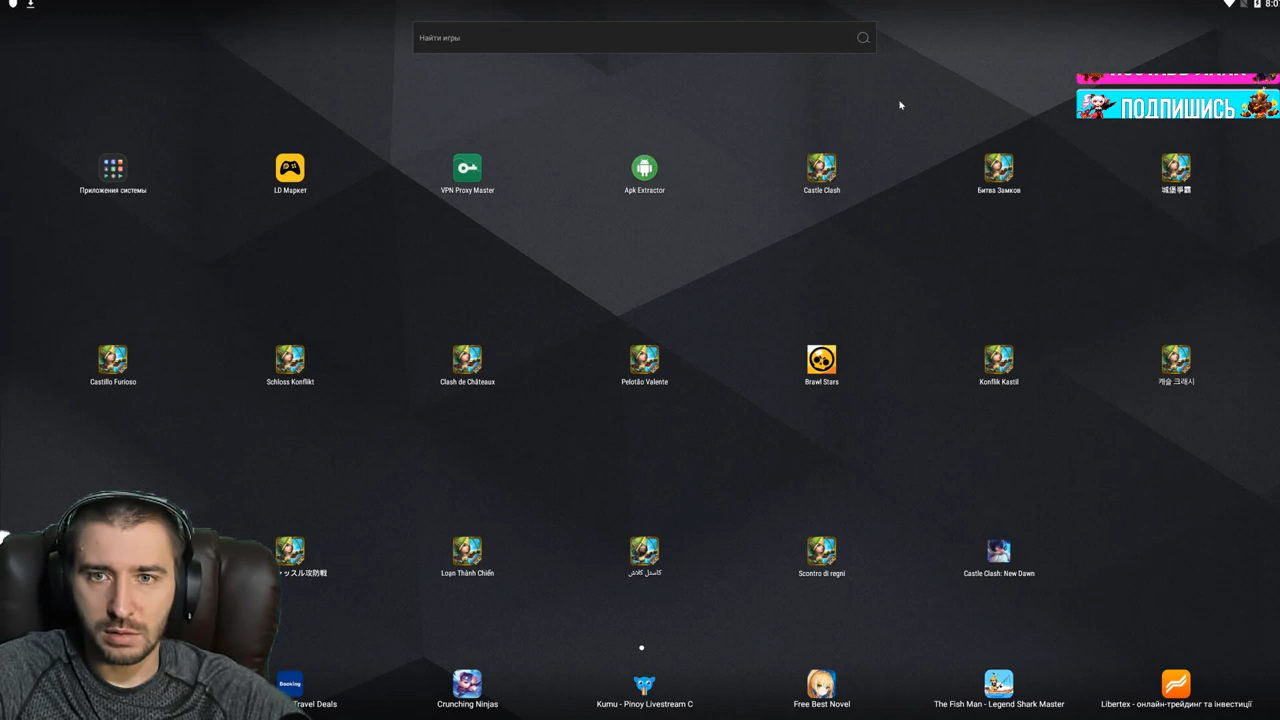 8:0
Найти игры
ПОДПИШИСЬ
Приложения системы
LD Маркет
VPN Proxy Master
Apk Extractor
Castle Clash
Битва Замков
城堡爭霸
Castillo Furioso
Schloss Konflikt
Clash de Châteaux
Pelotão Valente
Brawl Stars
Konflik Kastil
캐슬 크래시
ャッスル攻防戦
Loạn Thành Chiến
كاستل كلاش
Scontro di regni
Castle Clash: New Dawn
Booking
Travel Deals
Crunching Ninjas
Kumu - Pinoy Livestream C
Free Best Novel
The Fish Man - Legend Shark Master
Libertex - онлайн-трейдинг та інвестиції